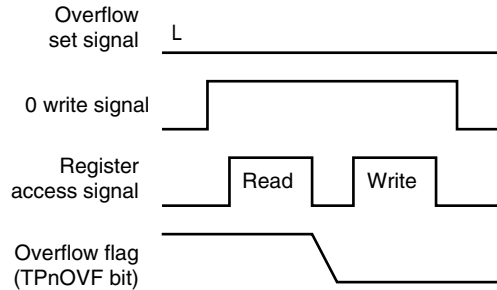 Overflow
set signal
L
0 write signal
Register
access signal
Read
Write
Overflow flag
(TPnOVF bit)